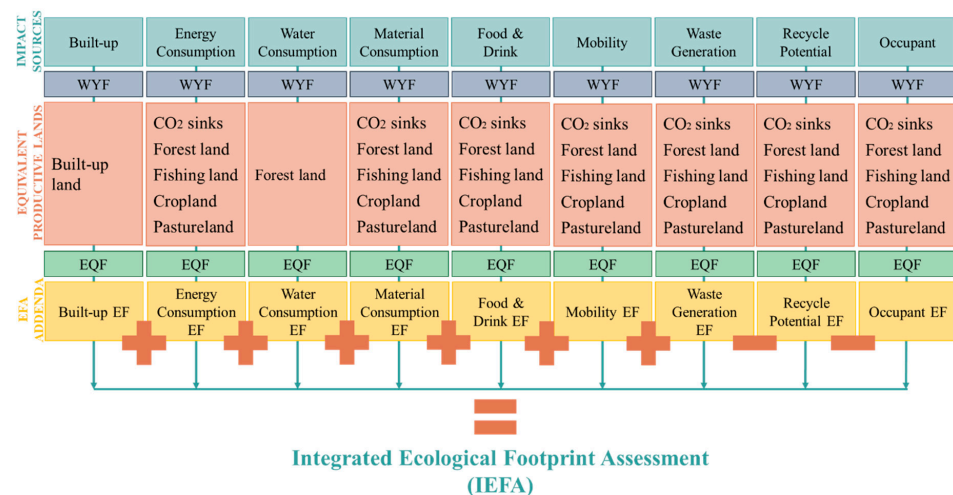 IMPACT
SOURCES
Built-up
Energy
Consumption
Water
Consumption
Material
Consumption
Food &
Drink
Mobility
Waste
Generation
Recycle
Potential
Occupant
WYF
WYF
WYF
WYF
WYF
WYF
WYF
WYF
WYF
EQUIVALENT
PRODUCTIVE LANDS
Built-up
land
CO₂ sinks
Forest land
Fishing land
Cropland
Pastureland
Forest land
CO₂ sinks
Forest land
Fishing land
Cropland
Pastureland
CO₂ sinks
Forest land
Fishing land
Cropland
Pastureland
CO₂ sinks
Forest land
Fishing land
Cropland
Pastureland
CO₂ sinks
Forest land
Fishing land
Cropland
Pastureland
CO₂ sinks
Forest land
Fishing land
Cropland
Pastureland
CO₂ sinks
Forest land
Fishing land
Cropland
Pastureland
EQF
EQF
EQF
EQF
EQF
EQF
EQF
EQF
EQF
EFA
ADDENDA
Built-up EF
Energy
Consumption
EF
Water
Consumption
EF
Material
Consumption
EF
Food &
Drink EF
Mobility EF
Waste
Generation
EF
Recycle
Potential EF
Occupant EF
Integrated Ecological Footprint Assessment
(IEFA)